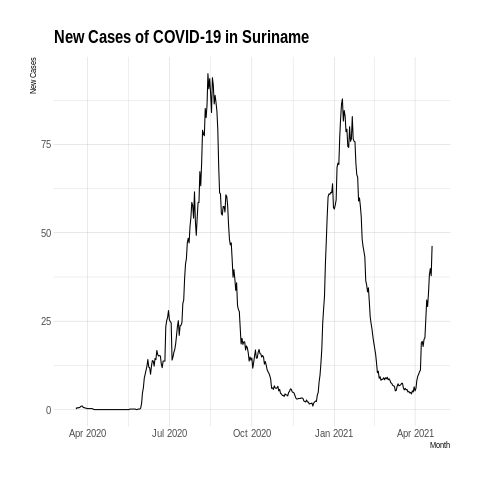 New Cases of COVID-19 in Suriname
New Cases
75
50
25
0
Apr 2020 Jul 2020 Oct 2020 Jan 2021 Apr 2021
Month